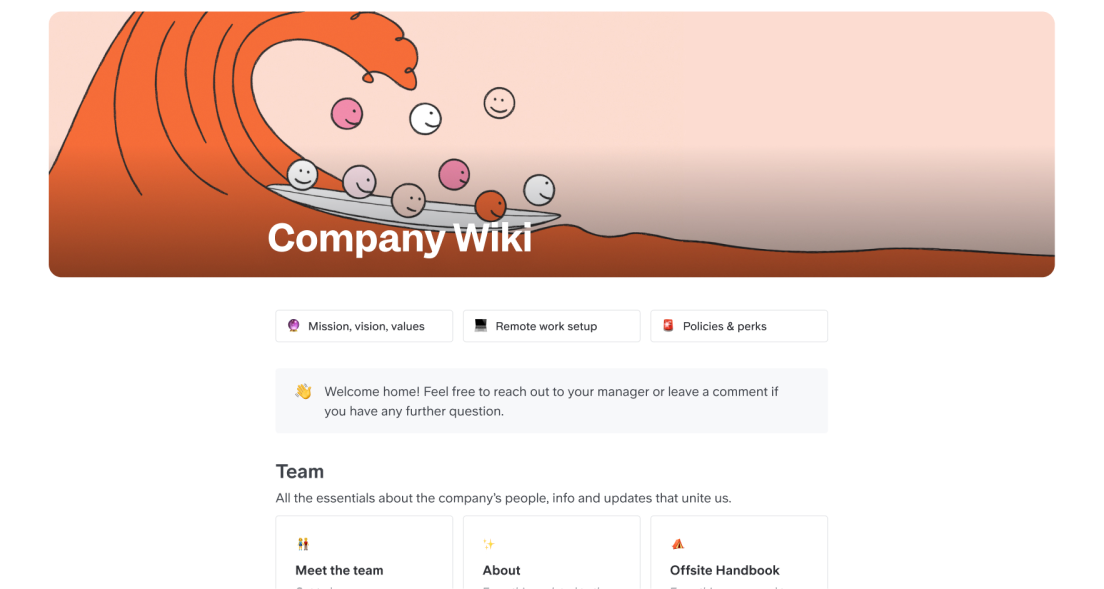 Company Wiki
Mission, vision, values
Remote work setup
Policies & perks
Welcome home! Feel free to reach out to your manager or leave a comment if
you have any further question.
Team
All the essentials about the company's people, info and updates that unite us.
Meet the team
About
Offsite Handbook